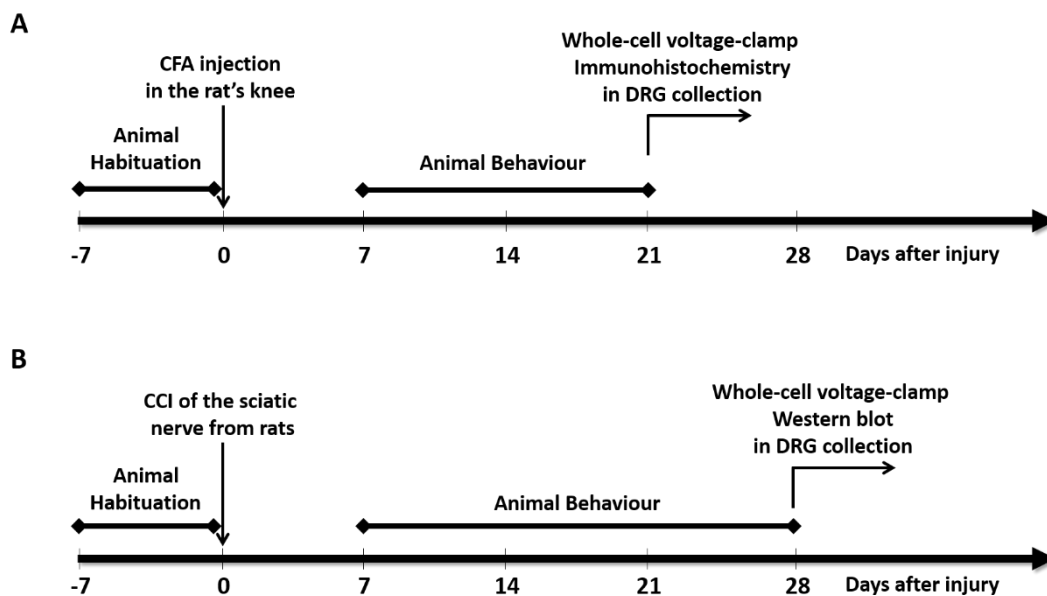 A
CFA injection
in the rat's knee
Whole-cell voltage-clamp
Immunohistochemistry
in DRG collection
Animal
Habituation
Animal Behaviour
-7 0 7 14 21 28 Days after injury
B
CCI of the sciatic
nerve from rats
Whole-cell voltage-clamp
Western blot
in DRG collection
Animal
Habituation
Animal Behaviour
-7 0 7 14 21 28 Days after injury